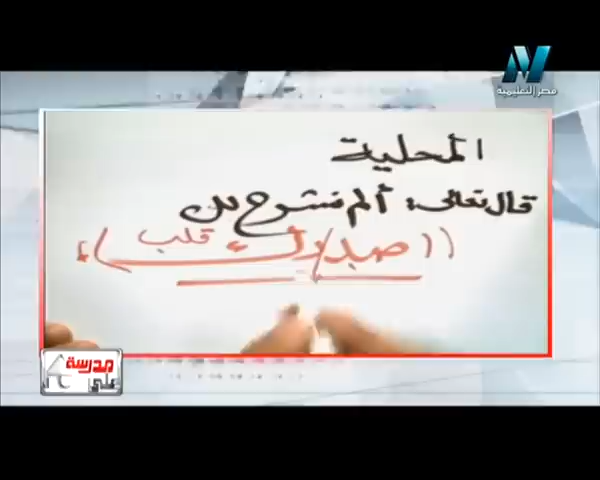 مصر التعليمية
المحلية
قال تعالى: ألم نشرح لك
(( صدرك قلب ))
مدرسة
على